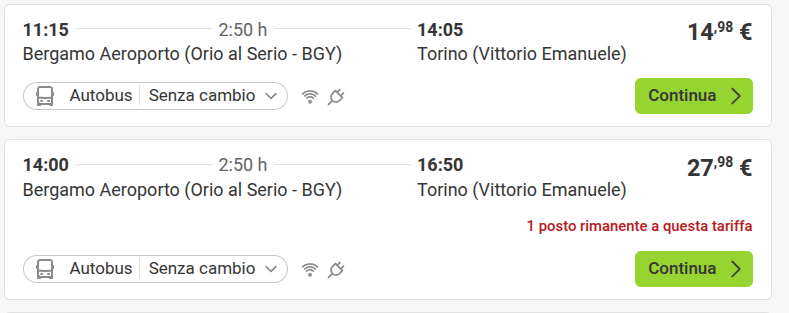 11:15 2:50 h 14:05 14,98 €
Bergamo Aeroporto (Orio al Serio - BGY) Torino (Vittorio Emanuele)
Autobus Senza cambio Continua
14:00 2:50 h 16:50 27,98 €
Bergamo Aeroporto (Orio al Serio - BGY) Torino (Vittorio Emanuele)
1 posto rimanente a questa tariffa
Autobus Senza cambio Continua